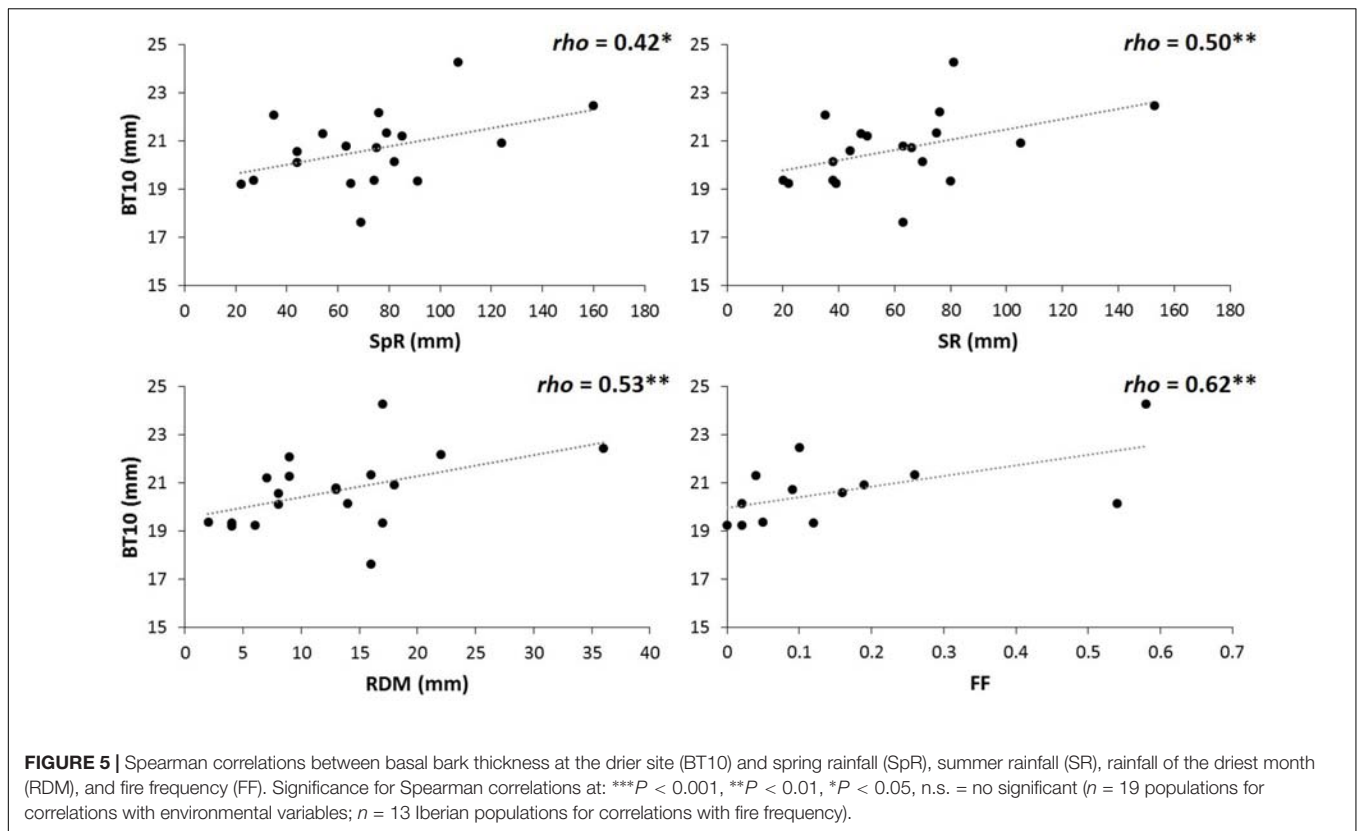 rho = 0.42*
25
23
21
19
17
15
BT10 (mm)
0 20 40 60 80 100 120 140 160 180
SpR (mm)
rho = 0.50**
25
23
21
19
17
15
0 20 40 60 80 100 120 140 160 180
SR (mm)
rho = 0.53**
25
23
21
19
17
15
BT10 (mm)
0 5 10 15 20 25 30 35 40
RDM (mm)
rho = 0.62**
25
23
21
19
17
15
0 0.1 0.2 0.3 0.4 0.5 0.6 0.7
FF
FIGURE 5 | Spearman correlations between basal bark thickness at the drier site (BT10) and spring rainfall (SpR), summer rainfall (SR), rainfall of the driest month
(RDM), and fire frequency (FF). Significance for Spearman correlations at: ***P < 0.001, **P < 0.01, *P < 0.05, n.s. = no significant (n = 19 populations for
correlations with environmental variables; n = 13 Iberian populations for correlations with fire frequency).